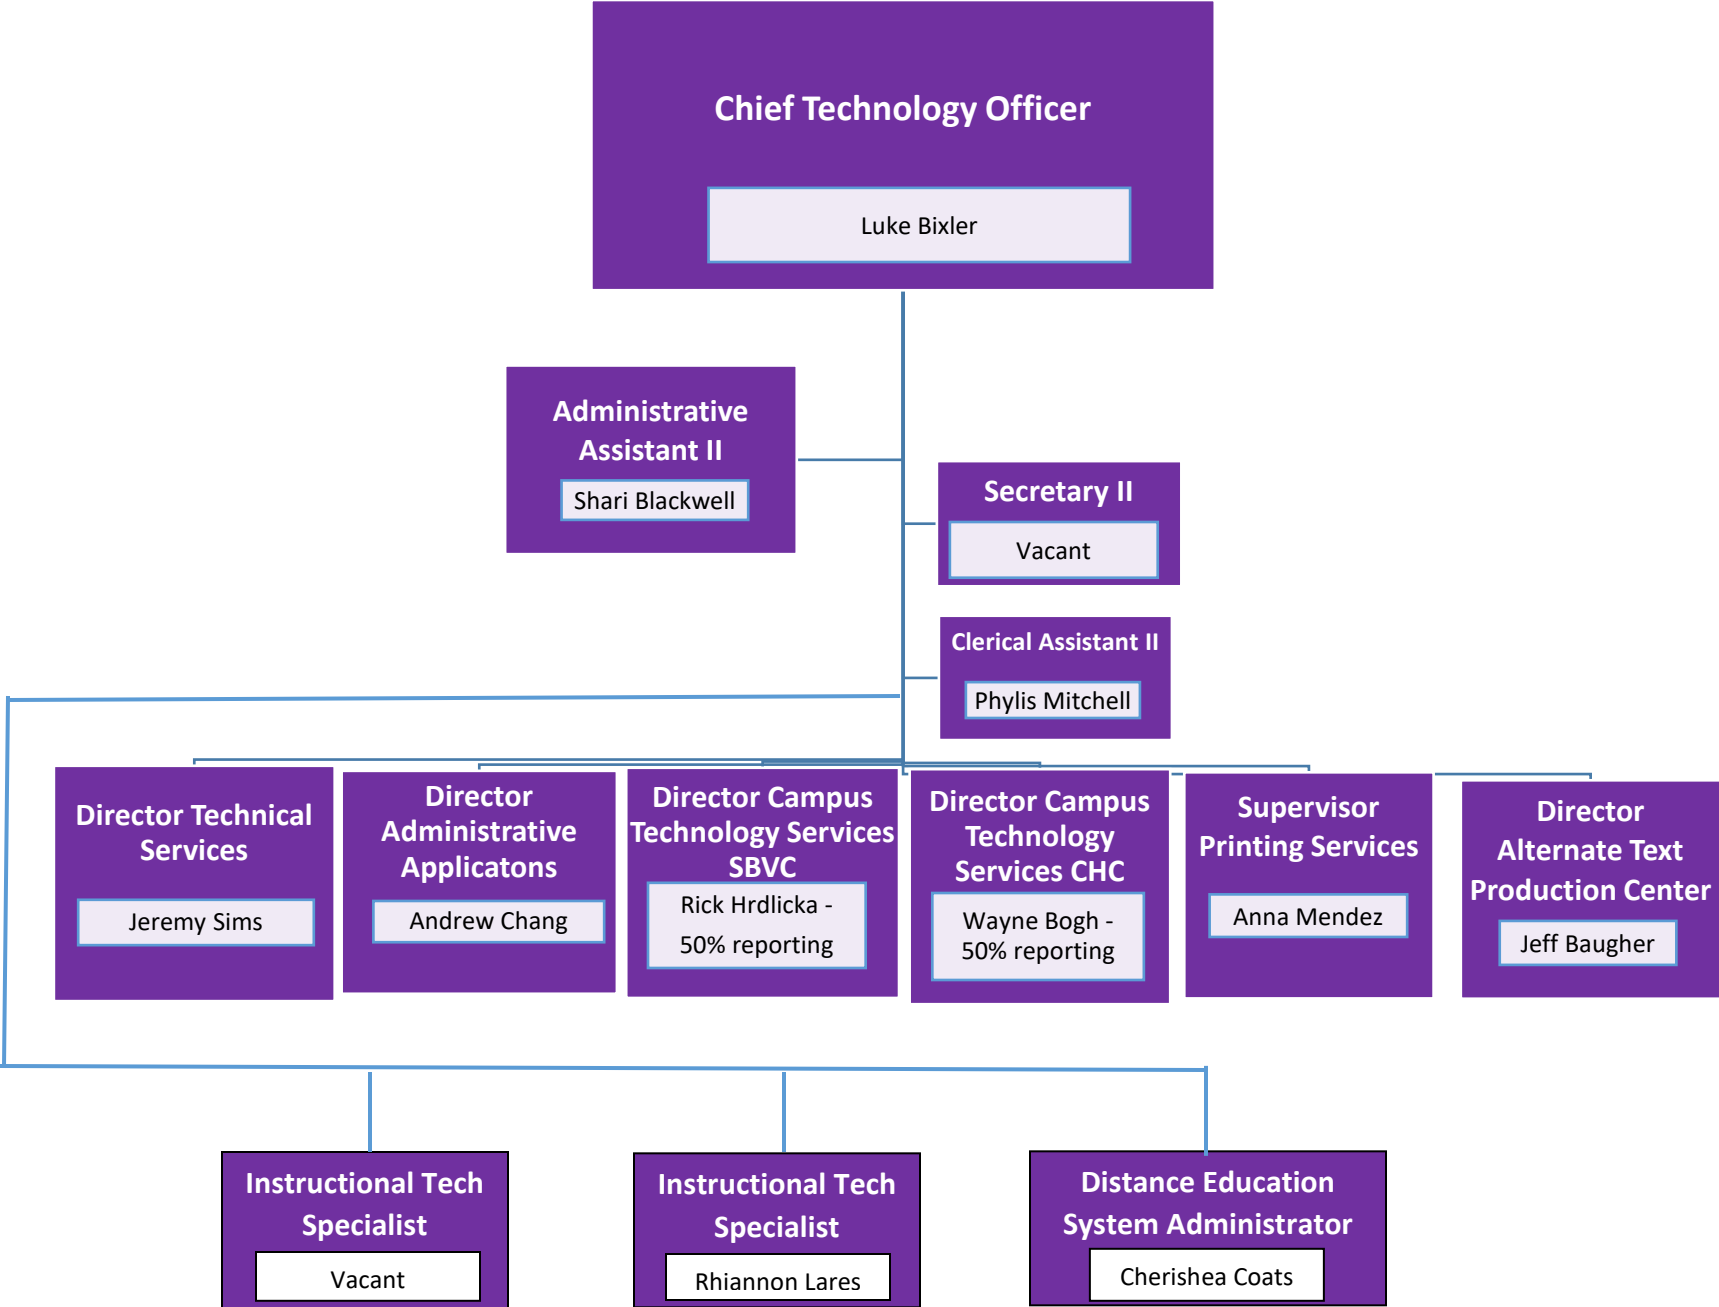 Chief Technology Officer
Luke Bixler
Administrative
Assistant II
Shari Blackwell
Secretary II
Vacant
Clerical Assistant II
Phylis Mitchell
Director Technical
Services
Jeremy Sims
Director
Administrative
Applicatons
Andrew Chang
Director Campus
Technology Services
SBVC
Rick Hrdlicka -
50% reporting
Director Campus
Technology
Services CHC
Wayne Bogh -
50% reporting
Supervisor
Printing Services
Anna Mendez
Director
Alternate Text
Production Center
Jeff Baugher
Instructional Tech
Specialist
Vacant
Instructional Tech
Specialist
Rhiannon Lares
Distance Education
System Administrator
Cherishea Coats